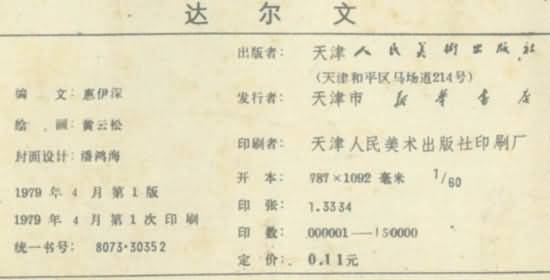 达尔文
编文：惠伊深
绘画：黄云松
封面设计：潘鸿海
1979年4月第1版
1979年4月第1次印刷
统一书号：8073·30352
出版者：天津人民美術出版社
(天津和平区马场道214号)
发行者：天津市新华書店
印刷者：天津人民美术出版社印刷厂
开本：787×1092毫米 1/60
印张：1.3334
印数：000001—150000
定价：0.11元